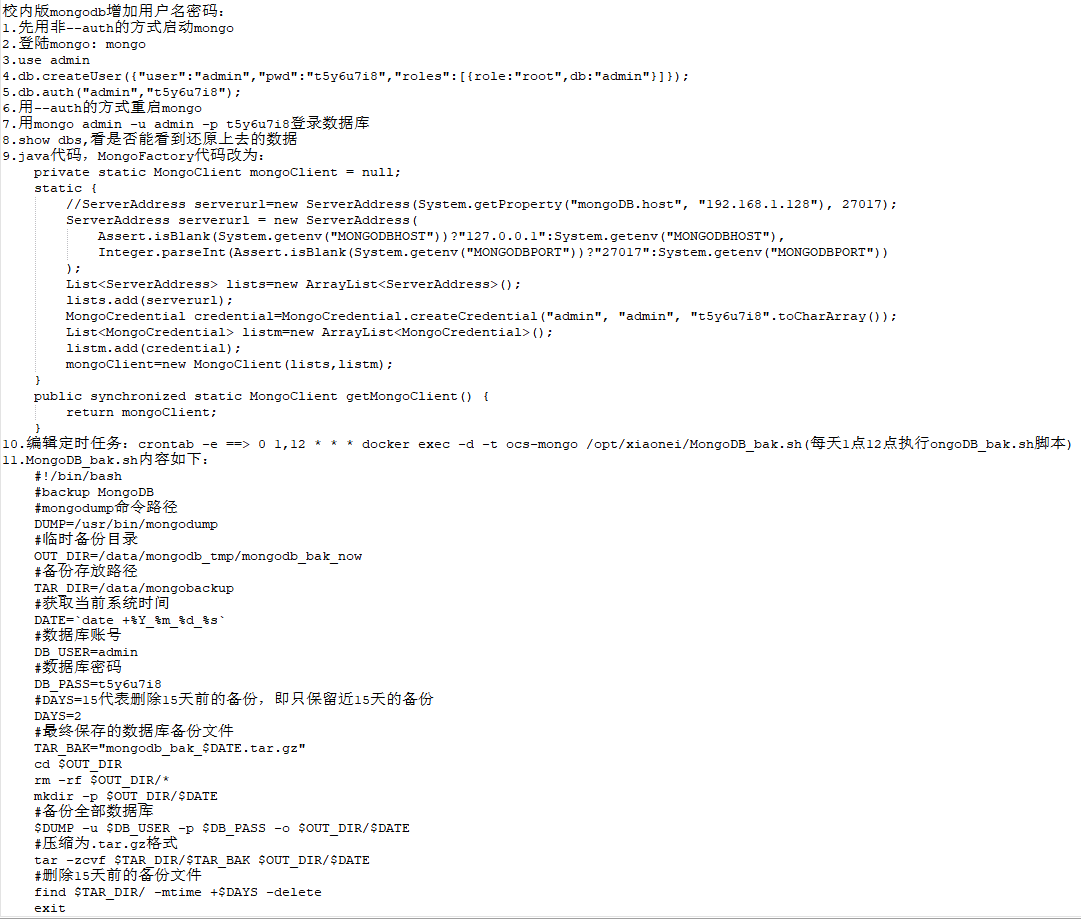 校内版mongodb增加用户名密码：
1.先用非--auth的方式启动mongo
2.登陆mongo：mongo
3.use admin
4.db.createUser({"user":"admin","pwd":"t5y6u7i8","roles":[{role:"root",db:"admin"}]});
5.db.auth("admin","t5y6u7i8");
6.用--auth的方式重启mongo
7.用mongo admin -u admin -p t5y6u7i8登录数据库
8.show dbs,看是否能看到还原上去的数据
9.java代码，MongoFactory代码改为：
    private static MongoClient mongoClient = null;
    static {
        //ServerAddress serverurl=new ServerAddress(System.getProperty("mongoDB.host", "192.168.1.128"), 27017);
        ServerAddress serverurl = new ServerAddress(
            Assert.isBlank(System.getenv("MONGODBHOST"))?"127.0.0.1":System.getenv("MONGODBHOST"),
            Integer.parseInt(Assert.isBlank(System.getenv("MONGODBPORT"))?"27017":System.getenv("MONGODBPORT"))
        );
        List<ServerAddress> lists=new ArrayList<ServerAddress>();
        lists.add(serverurl);
        MongoCredential credential=MongoCredential.createCredential("admin", "admin", "t5y6u7i8".toCharArray());
        List<MongoCredential> listm=new ArrayList<MongoCredential>();
        listm.add(credential);
        mongoClient=new MongoClient(lists,listm);
    }
    public synchronized static MongoClient getMongoClient() {
        return mongoClient;
    }
10.编辑定时任务：crontab -e ==> 0 1,12 * * * docker exec -d -t ocs-mongo /opt/xiaonei/MongoDB_bak.sh(每天1点12点执行ongoDB_bak.sh脚本)
11.MongoDB_bak.sh内容如下：
    #!/bin/bash
    #backup MongoDB
    #mongodump命令路径
    DUMP=/usr/bin/mongodump
    #临时备份目录
    OUT_DIR=/data/mongodb_tmp/mongodb_bak_now
    #备份存放路径
    TAR_DIR=/data/mongobackup
    #获取当前系统时间
    DATE=`date +%Y_%m_%d_%s`
    #数据库账号
    DB_USER=admin
    #数据库密码
    DB_PASS=t5y6u7i8
    #DAYS=15代表删除15天前的备份，即只保留近15天的备份
    DAYS=2
    #最终保存的数据库备份文件
    TAR_BAK="mongodb_bak_$DATE.tar.gz"
    cd $OUT_DIR
    rm -rf $OUT_DIR/*
    mkdir -p $OUT_DIR/$DATE
    #备份全部数据库
    $DUMP -u $DB_USER -p $DB_PASS -o $OUT_DIR/$DATE
    #压缩为.tar.gz格式
    tar -zcvf $TAR_DIR/$TAR_BAK $OUT_DIR/$DATE
    #删除15天前的备份文件
    find $TAR_DIR/ -mtime +$DAYS -delete
    exit